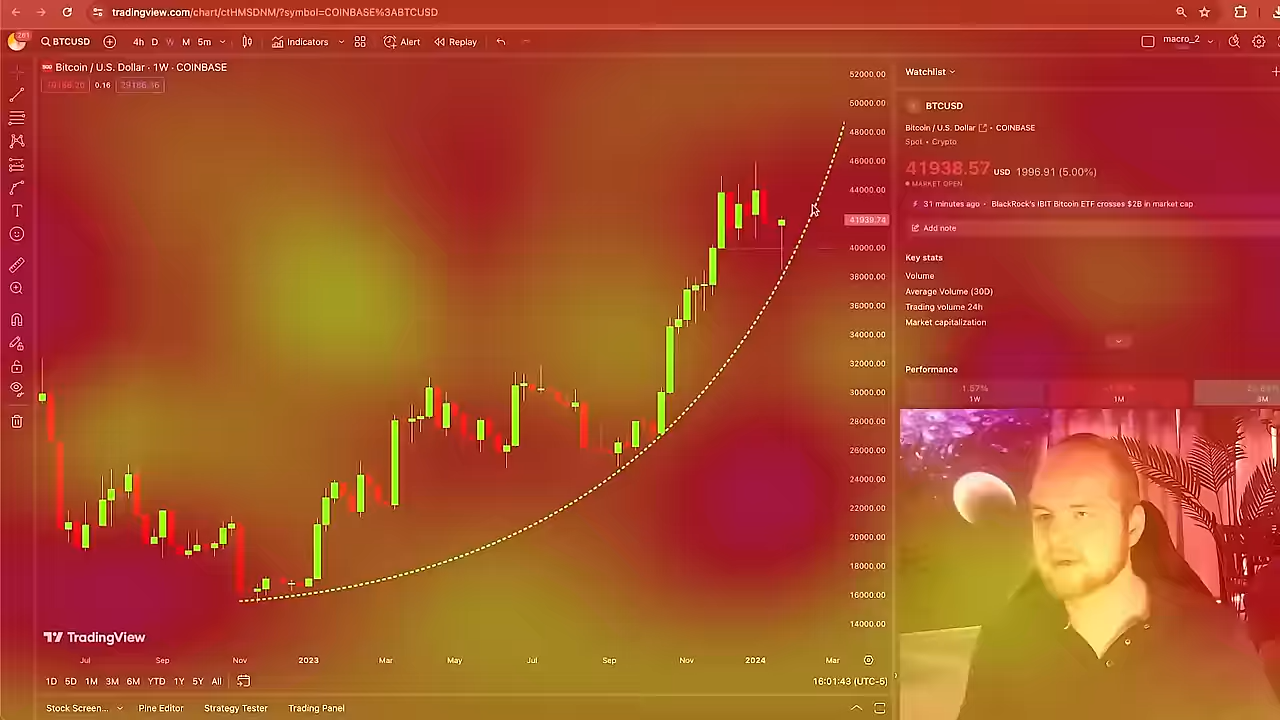 tradingview.com/chart/ctHMSDNM/?symbol=COINBASE%3ABTCUSD
261
BTCUSD
4h D W M 5m
Indicators
Alert
Replay
macro_2
Bitcoin / U.S. Dollar · 1W · COINBASE
0.16
52000.00
50000.00
48000.00
46000.00
44000.00
41939.74
40000.00
38000.00
36000.00
34000.00
32000.00
30000.00
28000.00
26000.00
24000.00
22000.00
20000.00
18000.00
16000.00
14000.00
Watchlist
BTCUSD
Bitcoin / U.S. Dollar · COINBASE
Spot · Crypto
41938.57 USD 1996.91 (5.00%)
MARKET OPEN
31 minutes ago · BlackRock's IBIT Bitcoin ETF crosses $2B in market cap
Add note
Key stats
Volume
Average Volume (30D)
Trading volume 24h
Market capitalization
Performance
1.57%
1W
1M
3M
TradingView
Jul Sep Nov 2023 Mar May Jul Sep Nov 2024 Mar
1D 5D 1M 3M 6M YTD 1Y 5Y All
16:01:43 (UTC-5)
Stock Screen... Pine Editor Strategy Tester Trading Panel